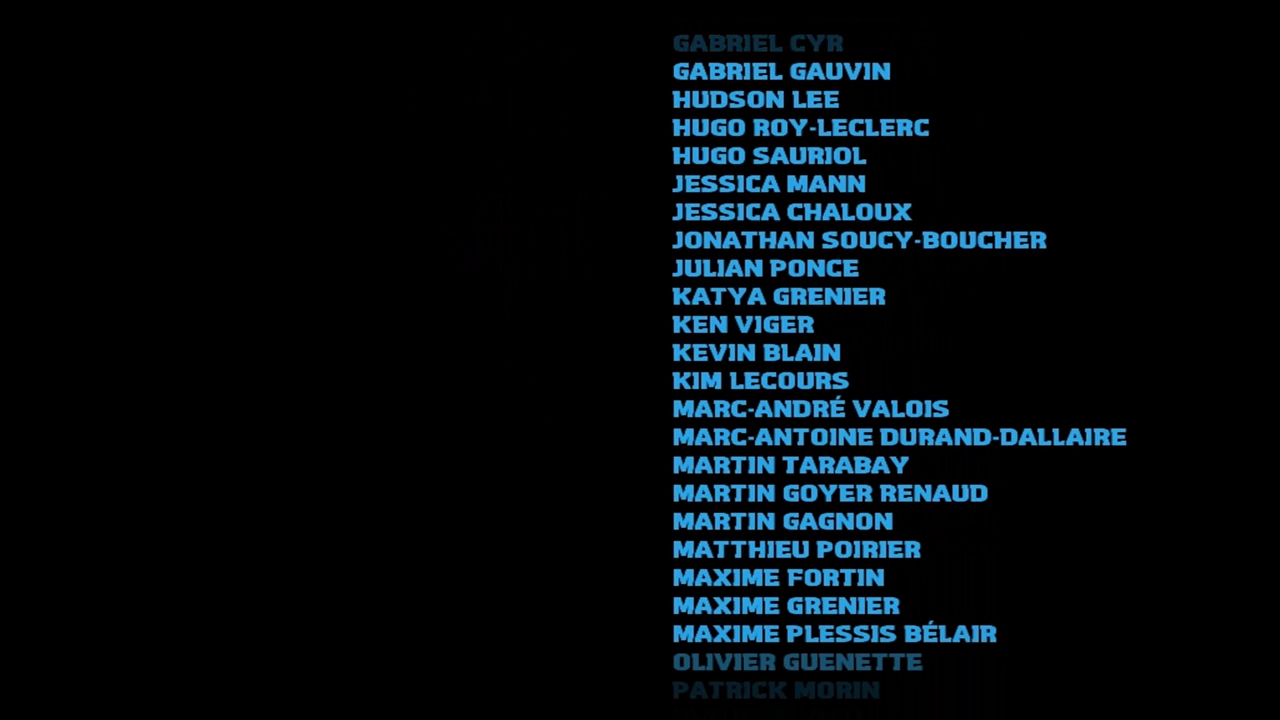 GABRIEL CYR
GABRIEL GAUVIN
HUDSON LEE
HUGO ROY-LECLERC
HUGO SAURIOL
JESSICA MANN
JESSICA CHALOUX
JONATHAN SOUCY-BOUCHER
JULIAN PONCE
KATYA GRENIER
KEN VIGER
KEVIN BLAIN
KIM LECOURS
MARC-ANDRÉ VALOIS
MARC-ANTOINE DURAND-DALLAIRE
MARTIN TARABAY
MARTIN GOYER RENAUD
MARTIN GAGNON
MATTHIEU POIRIER
MAXIME FORTIN
MAXIME GRENIER
MAXIME PLESSIS BÉLAIR
OLIVIER GUENETTE
PATRICK MORIN